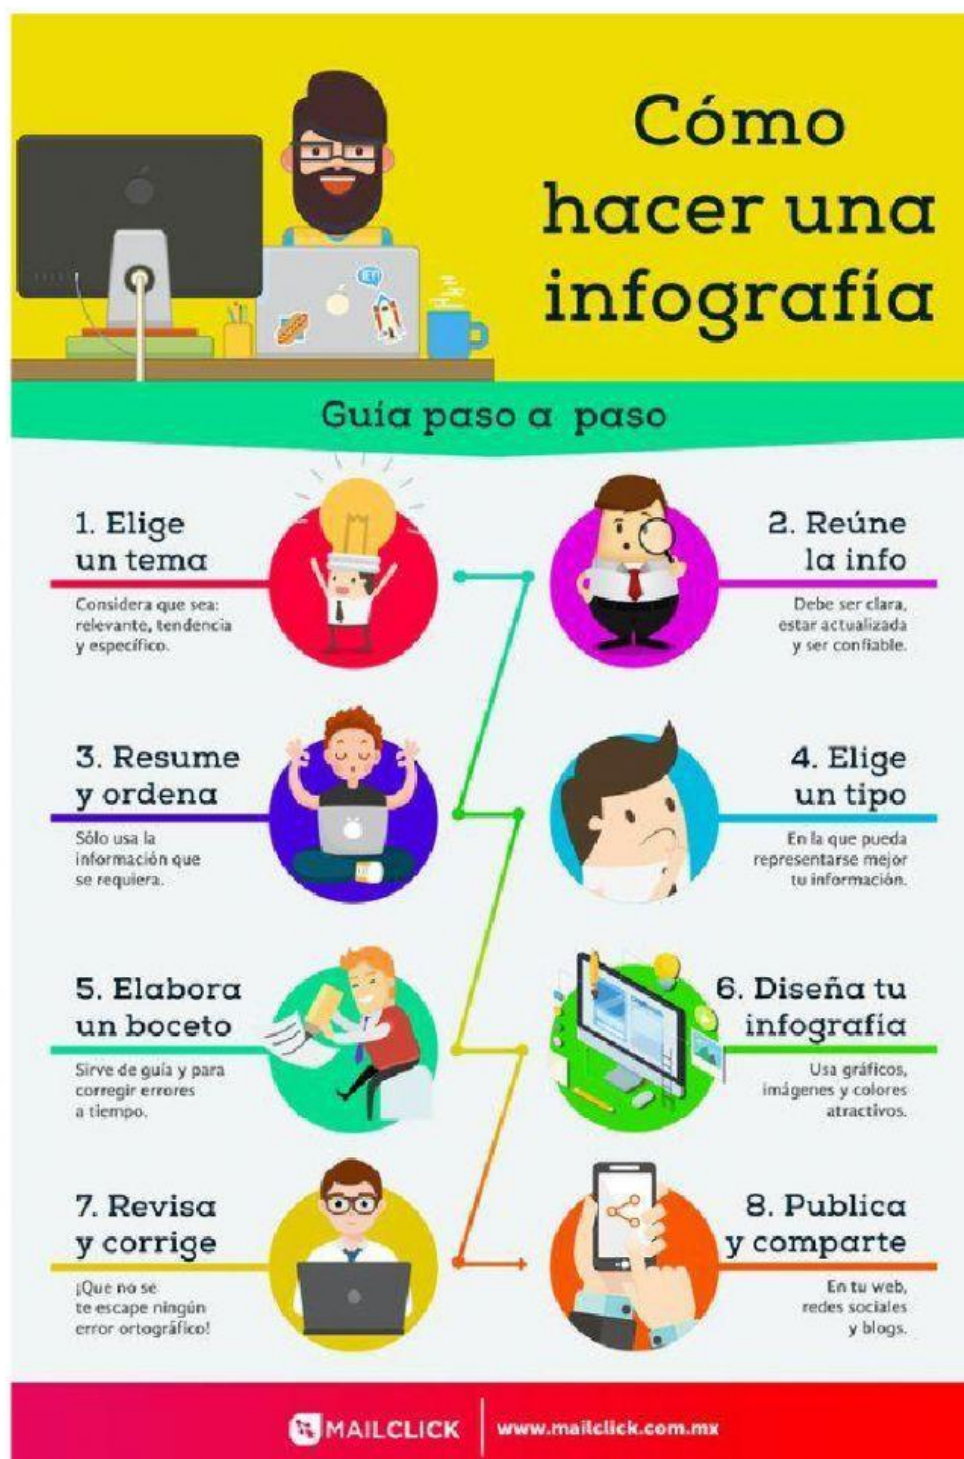 Cómo
hacer una
infografía
¡EY!
Guía paso a paso
1. Elige
un tema
Considera que sea:
relevante, tendencia
y específico.
2. Reúne
la info
Debe ser clara,
estar actualizada
y ser confiable.
3. Resume
y ordena
Sólo usa la
información que
se requiera.
4. Elige
un tipo
En la que pueda
representarse mejor
tu información.
5. Elabora
un boceto
Sirve de guía y para
corregir errores
a tiempo.
6. Diseña tu
infografía
Usa gráficos,
imágenes y colores
atractivos.
7. Revisa
y corrige
¡Que no se
te escape ningún
error ortográfico!
8. Publica
y comparte
En tu web,
redes sociales
y blogs.
MAILCLICK
www.mailclick.com.mx